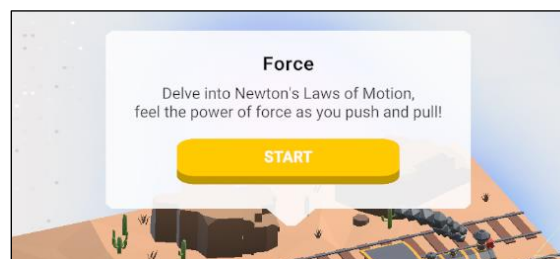 Force
Delve into Newton's Laws of Motion,
feel the power of force as you push and pull!
START